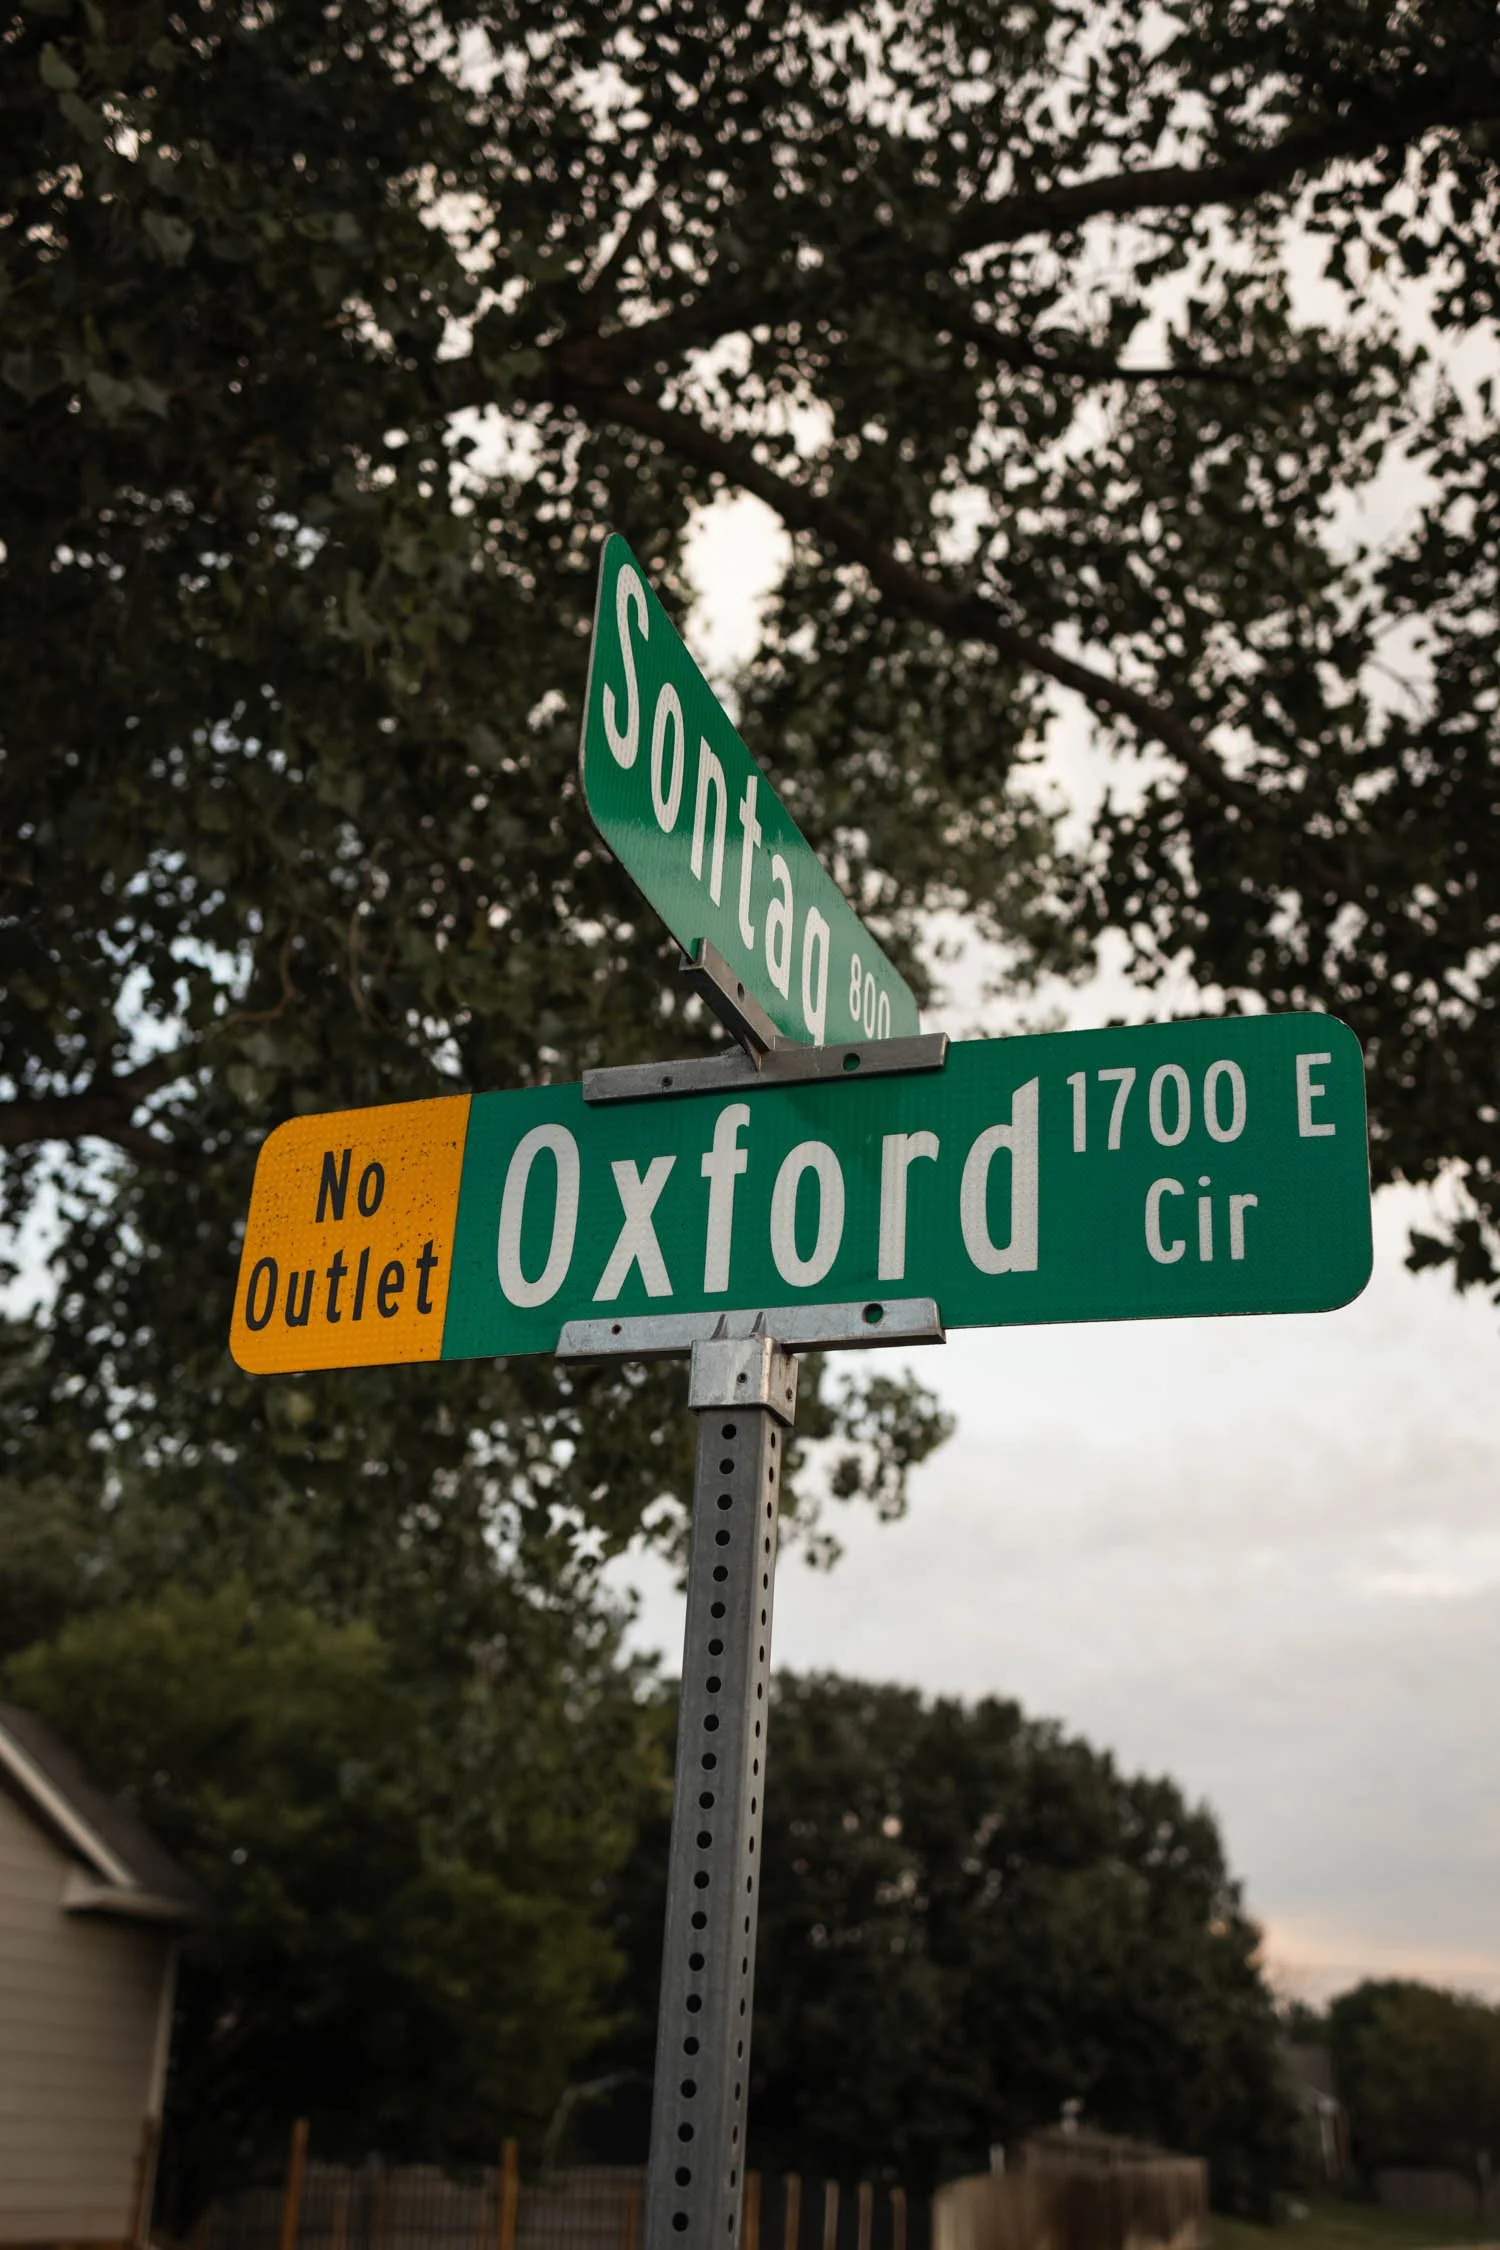 Sontag 800
No
Outlet
Oxford 1700 E
Cir